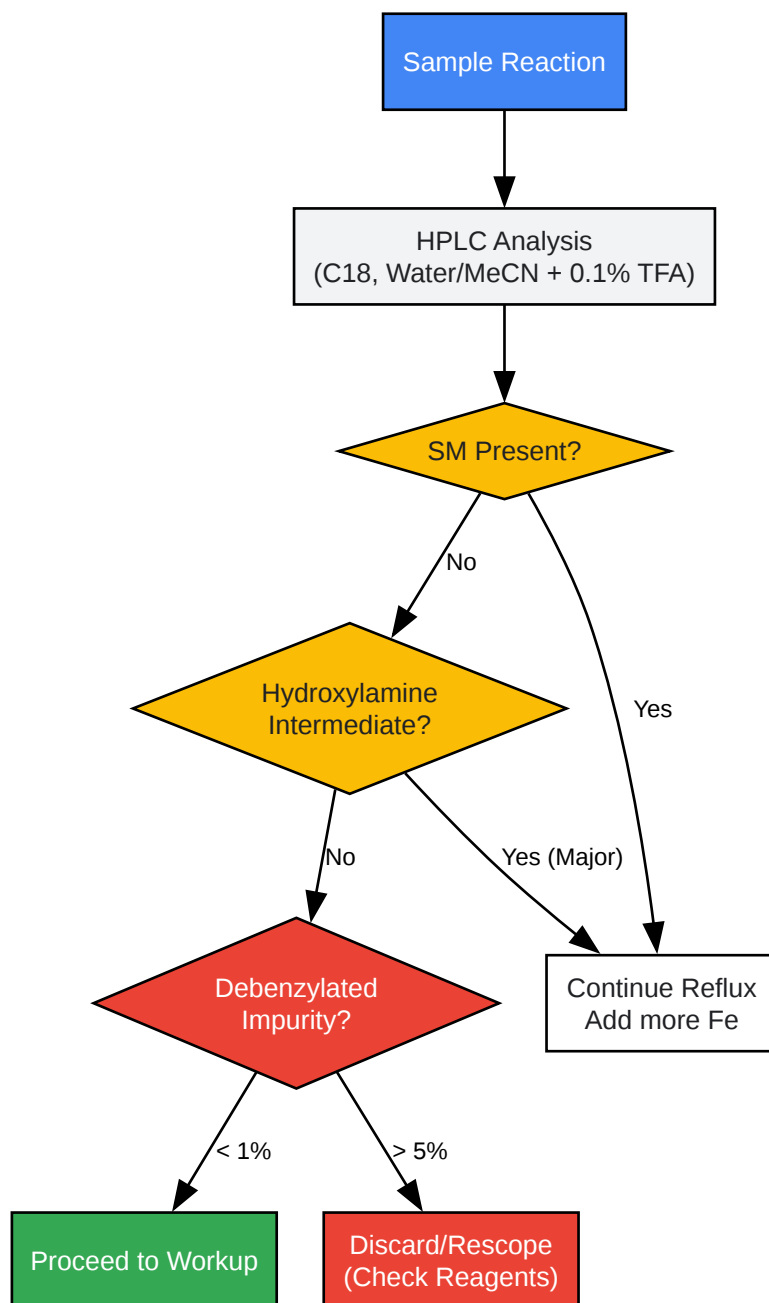 Sample Reaction
HPLC Analysis
(C18, Water/MeCN + 0.1% TFA)
SM Present?
No
Yes
Hydroxylamine
Intermediate?
No
Yes (Major)
Debenzylated
Impurity?
Continue Reflux
Add more Fe
< 1%
> 5%
Proceed to Workup
Discard/Rescope
(Check Reagents)